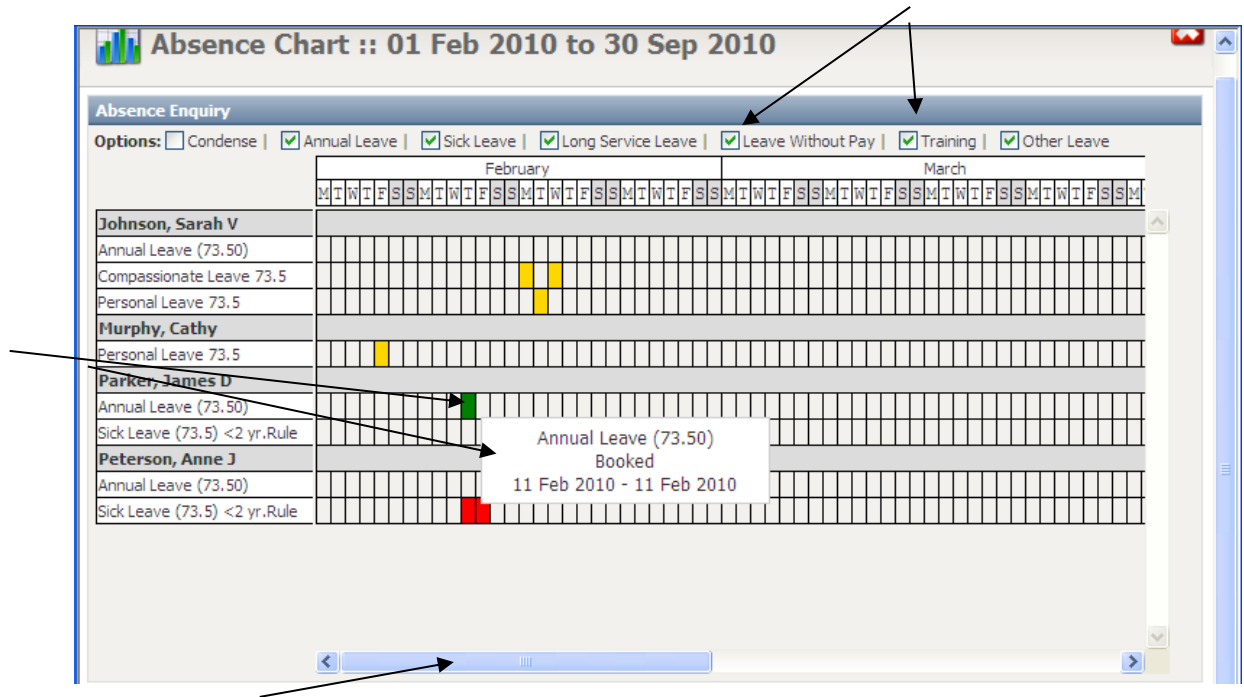 Absence Chart :: 01 Feb 2010 to 30 Sep 2010
Absence Enquiry
Options: Condense | Annual Leave | Sick Leave | Long Service Leave | Leave Without Pay | Training | Other Leave
February March
M T W T F S S M T W T F S S M T W T F S S M T W T F S S M T W T F S S M T W T F S S M T W T F S S M T W T F S S M
Johnson, Sarah V
Annual Leave (73.50)
Compassionate Leave 73.5
Personal Leave 73.5
Murphy, Cathy
Personal Leave 73.5
Parker, James D
Annual Leave (73.50)
Sick Leave (73.5) <2 yr.Rule
Peterson, Anne J
Annual Leave (73.50)
Sick Leave (73.5) <2 yr.Rule
Annual Leave (73.50)
Booked
11 Feb 2010 - 11 Feb 2010